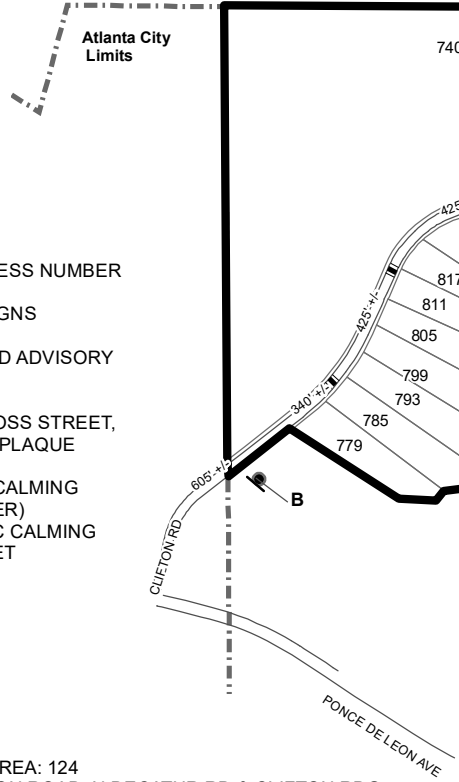 Atlanta City
Limits
740
425
ESS NUMBER
817
GNS
811
425'-+/-
805
D ADVISORY
799
793
340'-+/-
OSS STREET,
785
PLAQUE
779
605'-+/-
CALMING
B
ER)
C CALMING
ET
CLIFTON RD
PONCE DE LEON AVE
REA: 124